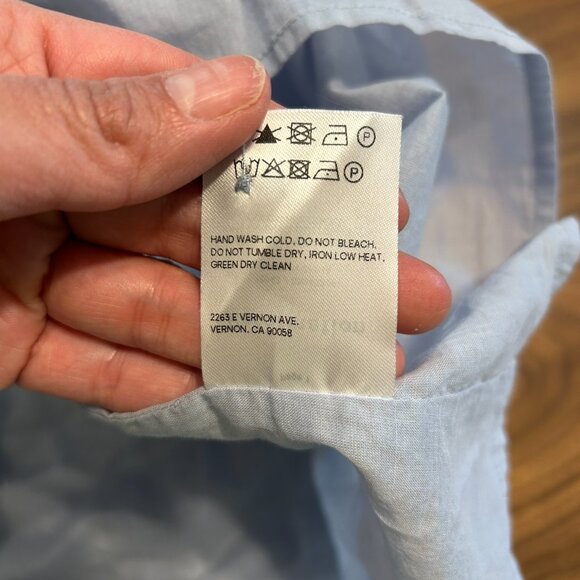 P
P
HAND WASH COLD, DO NOT BLEACH,
DO NOT TUMBLE DRY, IRON LOW HEAT,
GREEN DRY CLEAN
2263 E VERNON AVE.
VERNON, CA 90058